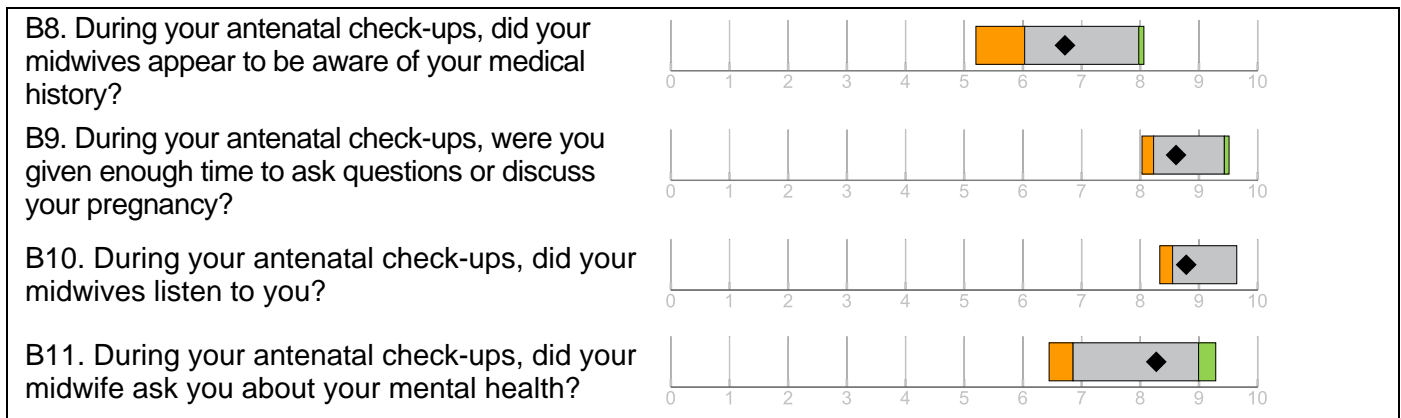 B8. During your antenatal check-ups, did your
midwives appear to be aware of your medical
history?
0 1 2 3 4 5 6 7 8 9 10
B9. During your antenatal check-ups, were you
given enough time to ask questions or discuss
your pregnancy?
0 1 2 3 4 5 6 7 8 9 10
B10. During your antenatal check-ups, did your
midwives listen to you?
0 1 2 3 4 5 6 7 8 9 10
B11. During your antenatal check-ups, did your
midwife ask you about your mental health?
0 1 2 3 4 5 6 7 8 9 10